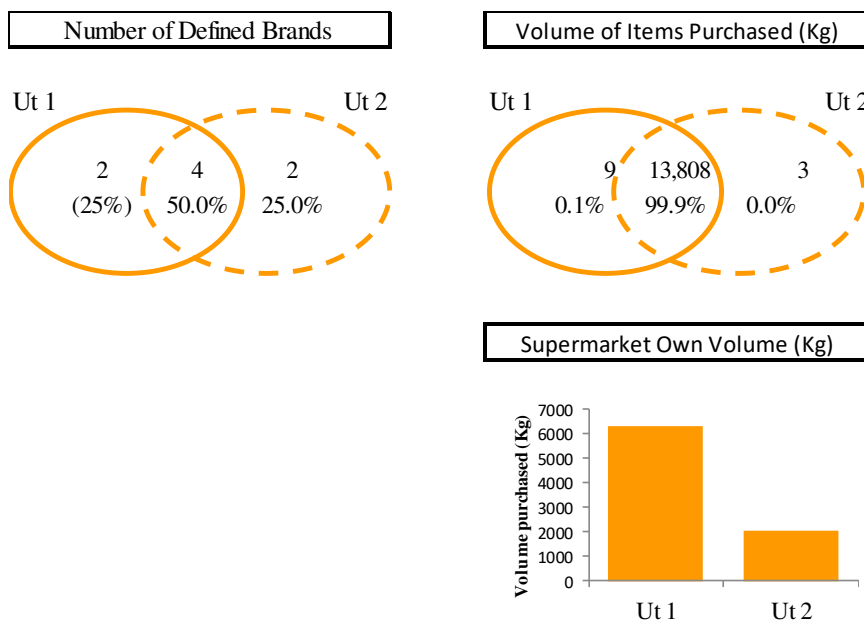 Number of Defined Brands
Volume of Items Purchased (Kg)
Ut 1
Ut 2
2
4
2
(25%)
50.0%
25.0%
Ut 1
Ut 2
9
13,808
3
0.1%
99.9%
0.0%
Supermarket Own Volume (Kg)
Volume purchased (Kg)
7000
6000
5000
4000
3000
2000
1000
0
Ut 1
Ut 2